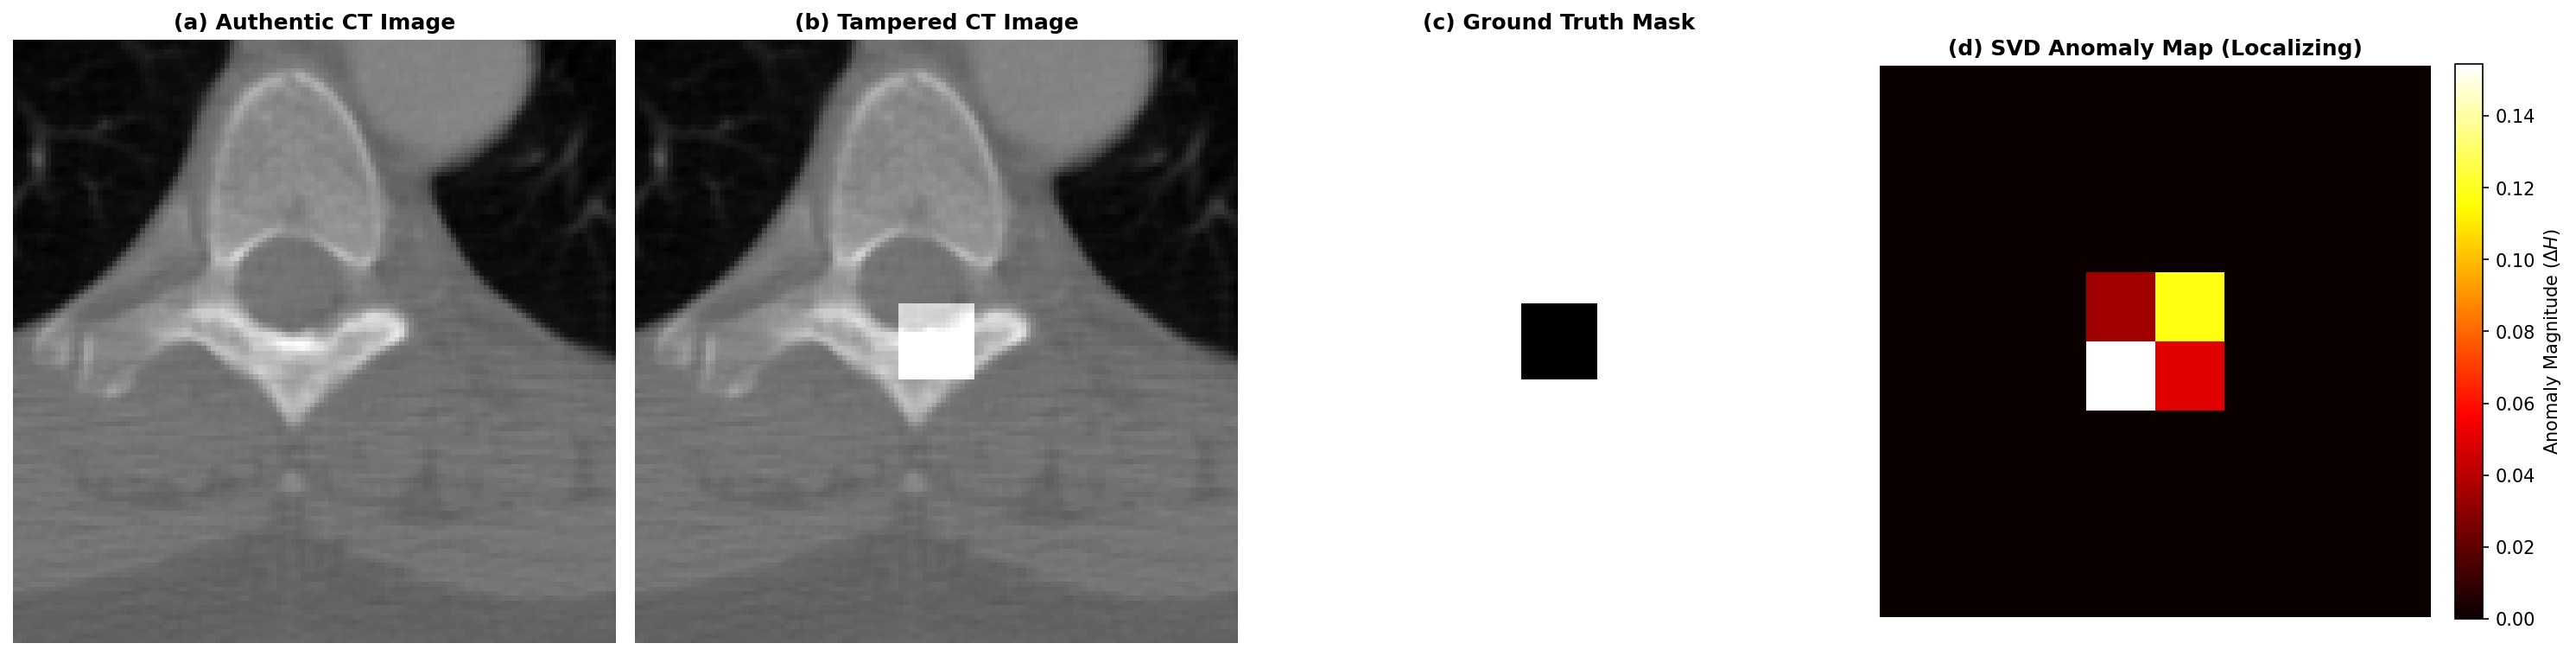 (a) Authentic CT Image
(b) Tampered CT Image
(c) Ground Truth Mask
(d) SVD Anomaly Map (Localizing)
0.14
0.12
0.10
0.08
0.06
0.04
0.02
0.00
Anomaly Magnitude (ΔH)